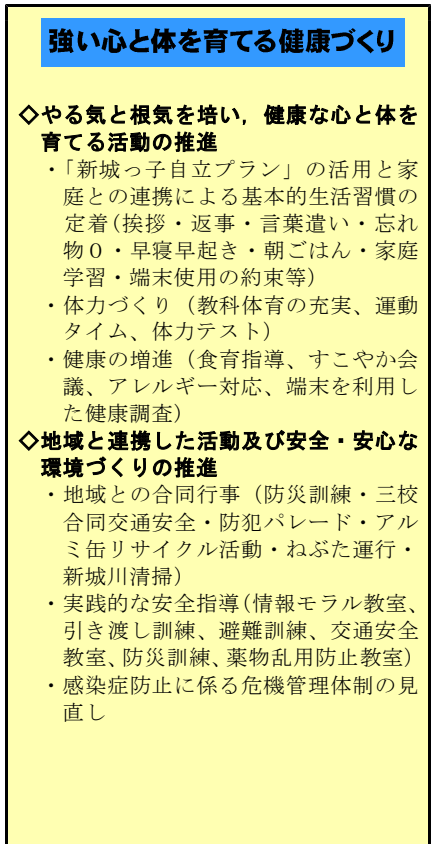 強い心と体を育てる健康づくり
◇やる気と根気を培い，健康な心と体を
育てる活動の推進
・「新城っ子自立プラン」の活用と家
庭との連携による基本的生活習慣の
定着(挨拶・返事・言葉遣い・忘れ
物０・早寝早起き・朝ごはん・家庭
学習・端末使用の約束等)
・体力づくり（教科体育の充実、運動
タイム、体力テスト）
・健康の増進（食育指導、すこやか会
議、アレルギー対応、端末を利用し
た健康調査）
◇地域と連携した活動及び安全・安心な
環境づくりの推進
・地域との合同行事（防災訓練・三校
合同交通安全・防犯パレード・アル
ミ缶リサイクル活動・ねぶた運行・
新城川清掃）
・実践的な安全指導(情報モラル教室、
引き渡し訓練、避難訓練、交通安全
教室、防災訓練、薬物乱用防止教室)
・感染症防止に係る危機管理体制の見
直し